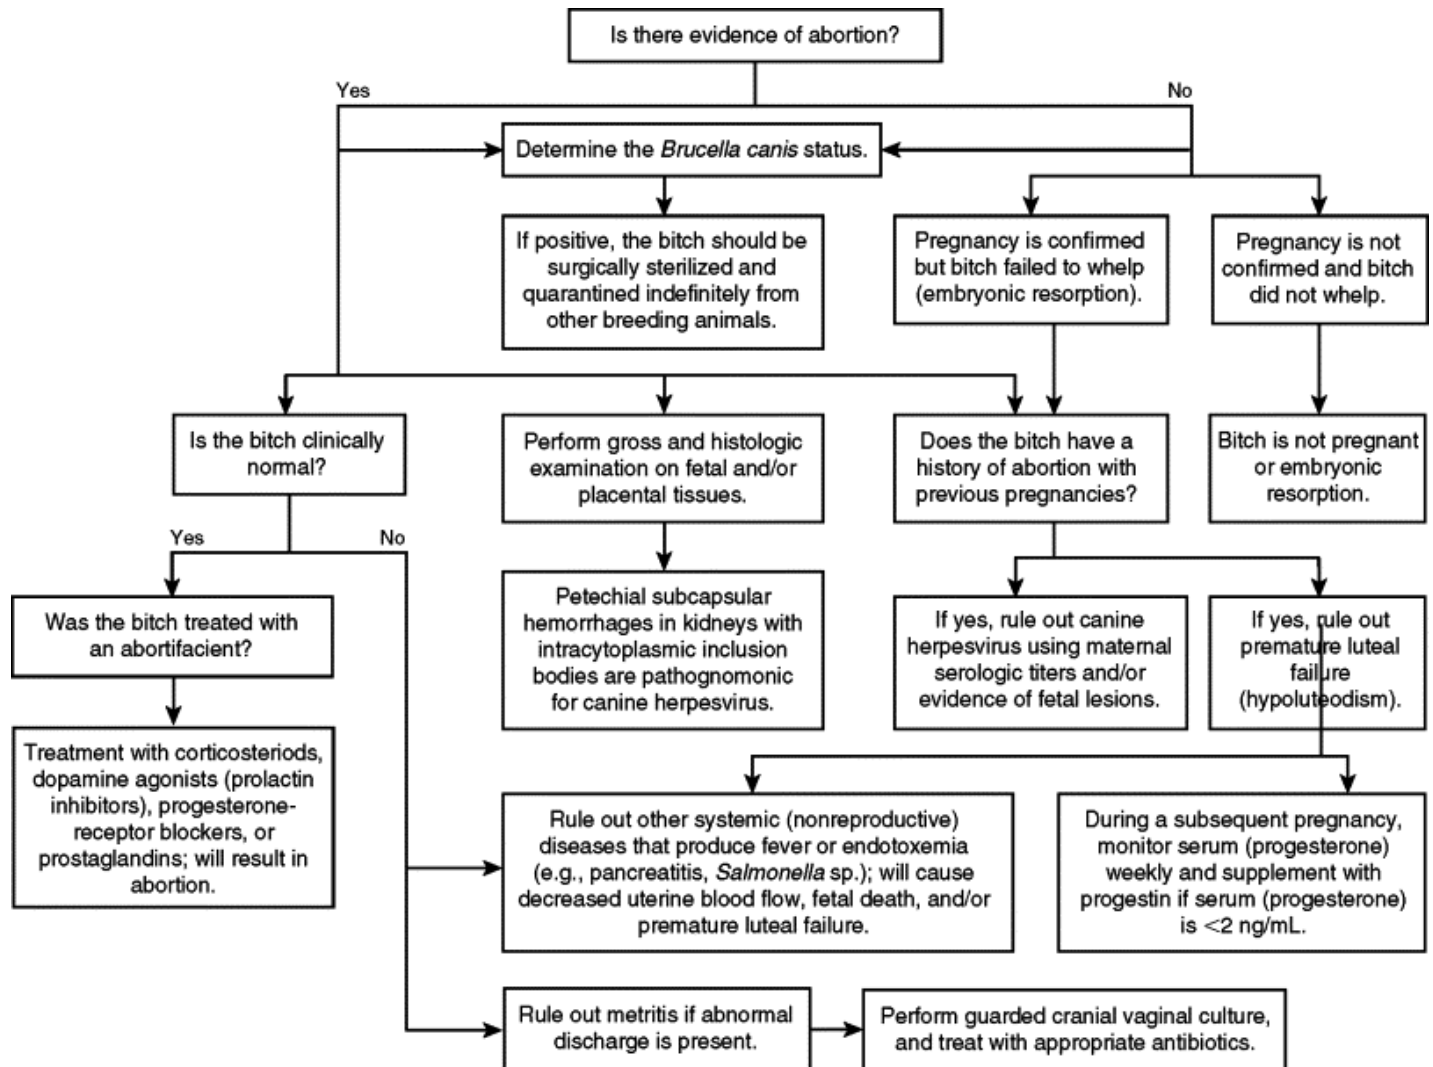 Is there evidence of abortion?
Yes
No
Determine the Brucella canis status.
If positive, the bitch should be
surgically sterilized and
quarantined indefinitely from
other breeding animals.
Pregnancy is confirmed
but bitch failed to whelp
(embryonic resorption).
Pregnancy is not
confirmed and bitch
did not whelp.
Is the bitch clinically
normal?
Perform gross and histologic
examination on fetal and/or
placental tissues.
Does the bitch have a
history of abortion with
previous pregnancies?
Bitch is not pregnant
or embryonic
resorption.
Yes
No
Was the bitch treated with
an abortifacient?
Petechial subcapsular
hemorrhages in kidneys with
intracytoplasmic inclusion
bodies are pathognomonic
for canine herpesvirus.
If yes, rule out canine
herpesvirus using maternal
serologic titers and/or
evidence of fetal lesions.
If yes, rule out
premature luteal
failure
(hypoluteodism).
Treatment with corticosteriods,
dopamine agonists (prolactin
inhibitors), progesterone-
receptor blockers, or
prostaglandins; will result in
abortion.
Rule out other systemic (nonreproductive)
diseases that produce fever or endotoxemia
(e.g., pancreatitis, Salmonella sp.); will cause
decreased uterine blood flow, fetal death, and/or
premature luteal failure.
During a subsequent pregnancy,
monitor serum (progesterone)
weekly and supplement with
progestin if serum (progesterone)
is <2 ng/mL.
Rule out metritis if abnormal
discharge is present.
Perform guarded cranial vaginal culture,
and treat with appropriate antibiotics.